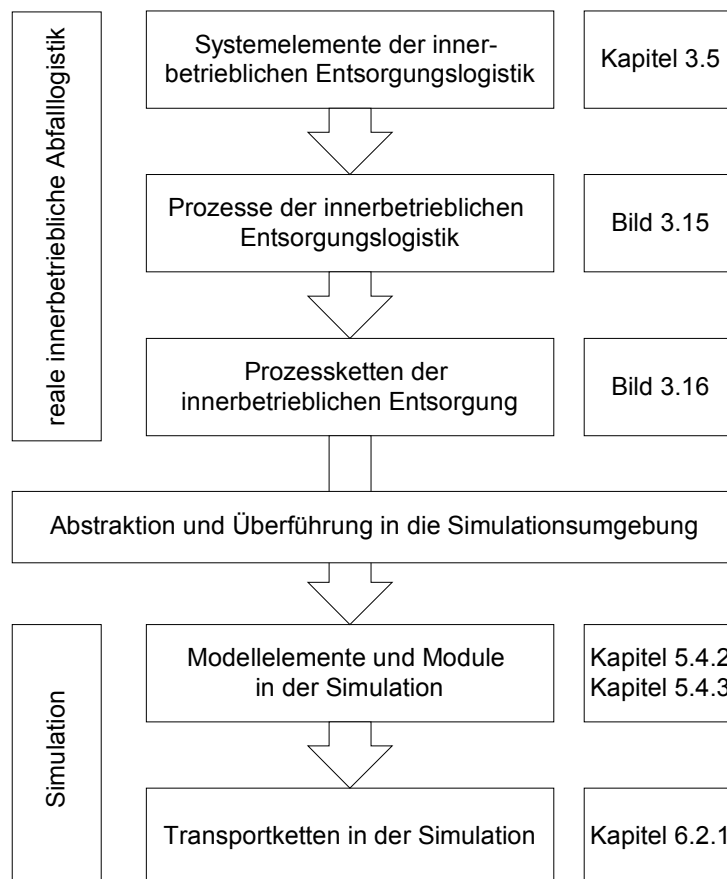 reale innerbetriebliche Abfalllogistik
Systemelemente der inner-
betrieblichen Entsorgungslogistik
Kapitel 3.5
Prozesse der innerbetrieblichen
Entsorgungslogistik
Bild 3.15
Prozessketten der
innerbetrieblichen Entsorgung
Bild 3.16
Abstraktion und Überführung in die Simulationsumgebung
Simulation
Modellelemente und Module
in der Simulation
Kapitel 5.4.2
Kapitel 5.4.3
Transportketten in der Simulation
Kapitel 6.2.1